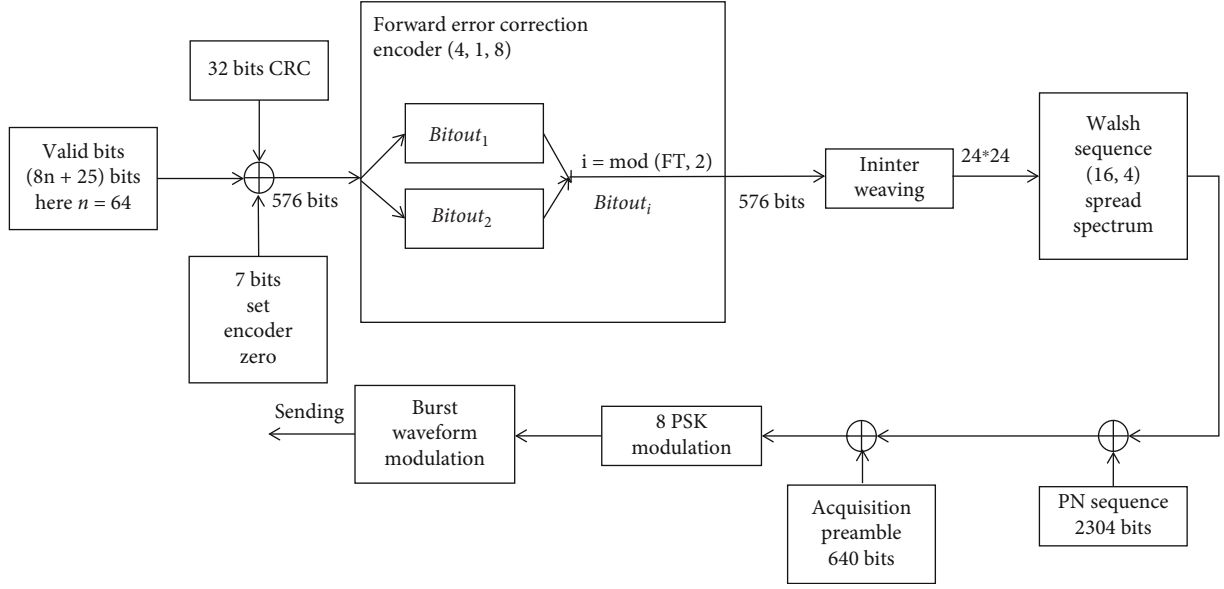 32 bits CRC
Valid bits
(8n + 25) bits
here n = 64
7 bits
set
encoder
zero
576 bits
Forward error correction
encoder (4, 1, 8)
Bitout₁
Bitout₂
i = mod (FT, 2)
Bitoutᵢ
576 bits
Ininter
weaving
24*24
Walsh
sequence
(16, 4)
spread
spectrum
PN sequence
2304 bits
Acquisition
preamble
640 bits
8 PSK
modulation
Burst
waveform
modulation
Sending